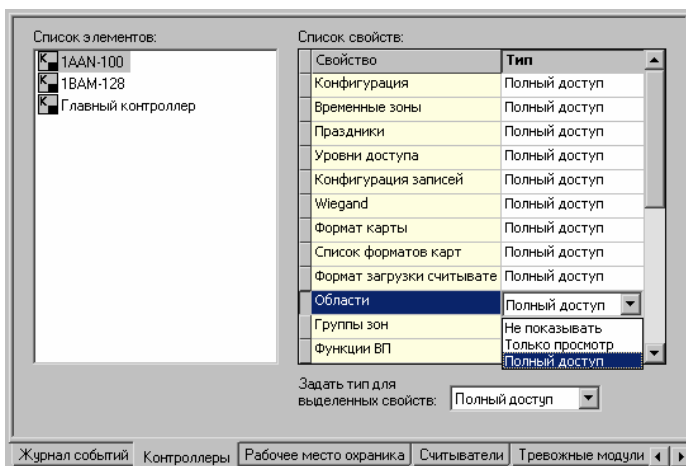 Список элементов:
1AAN-100
1BAM-128
Главный контроллер
Список свойств:
Свойство Тип
Конфигурация Полный доступ
Временные зоны Полный доступ
Праздники Полный доступ
Уровни доступа Полный доступ
Конфигурация записей Полный доступ
Wiegand Полный доступ
Формат карты Полный доступ
Список форматов карт Полный доступ
Формат загрузки считывате Полный доступ
Области Полный доступ
Группы зон
Функции ВП
Не показывать
Только просмотр
Полный доступ
Задать тип для
выделенных свойств: Полный доступ
Журнал событий Контроллеры Рабочее место охраника Считыватели Тревожные модули